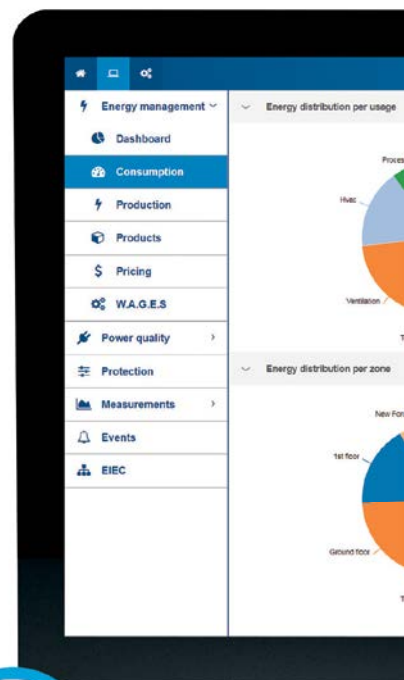 Energy management
Dashboard
Consumption
Production
Products
Pricing
W.A.G.E.S
Power quality
Protection
Measurements
Events
EIEC
Energy distribution per usage
Hvac
Ventilation
Energy distribution per zone
1st floor
Ground floor